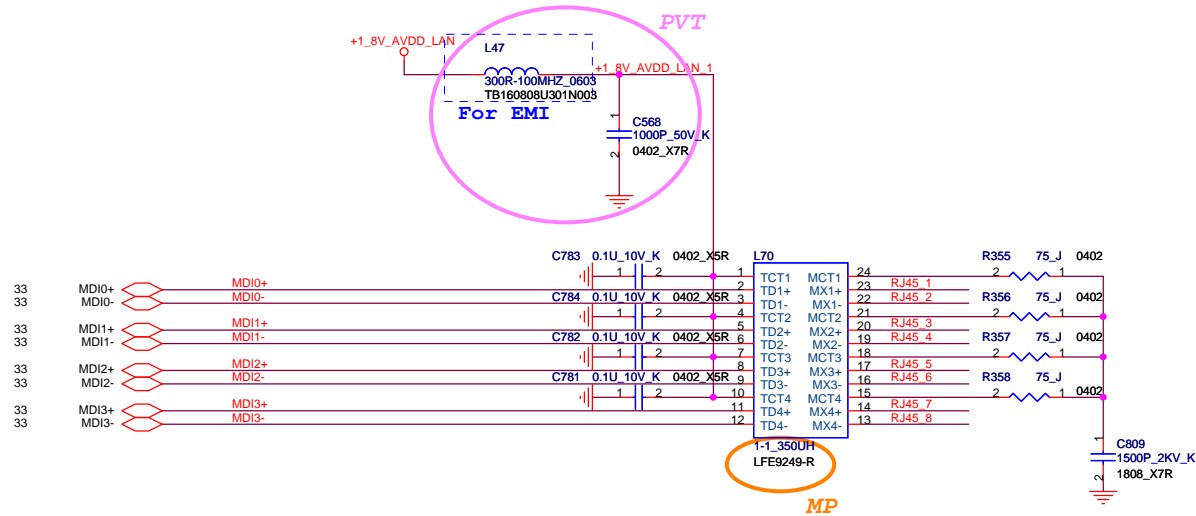 PVT
+1_8V_AVDD_LAN
L47
+1_8V_AVDD_LAN_1
300R-100MHZ_0603
TB160808U301N003
For EMI
1
C568
1000P_50V_K
2
0402_X7R
C783 0.1U_10V_K 0402_X5R L70 R355 75_J 0402
1 2 1 TCT1 MCT1 24 2 1
33 MDI0+ MDI0+ 2 TD1+ MX1+ 23 RJ45_1
33 MDI0- MDI0- C784 0.1U_10V_K 0402_X5R 3 TD1- MX1- 22 RJ45_2 R356 75_J 0402
1 2 4 TCT2 MCT2 21 2 1
33 MDI1+ MDI1+ 5 TD2+ MX2+ 20 RJ45_3
33 MDI1- MDI1- C782 0.1U_10V_K 0402_X5R 6 TD2- MX2- 19 RJ45_4 R357 75_J 0402
1 2 7 TCT3 MCT3 18 2 1
33 MDI2+ MDI2+ 8 TD3+ MX3+ 17 RJ45_5
33 MDI2- MDI2- C781 0.1U_10V_K 0402_X5R 9 TD3- MX3- 16 RJ45_6 R358 75_J 0402
1 2 10 TCT4 MCT4 15 2 1
33 MDI3+ MDI3+ 11 TD4+ MX4+ 14 RJ45_7
33 MDI3- MDI3- 12 TD4- MX4- 13 RJ45_8
1-1_350UH
LFE9249-R
MP
1
C809
1500P_2KV_K
2
1808_X7R